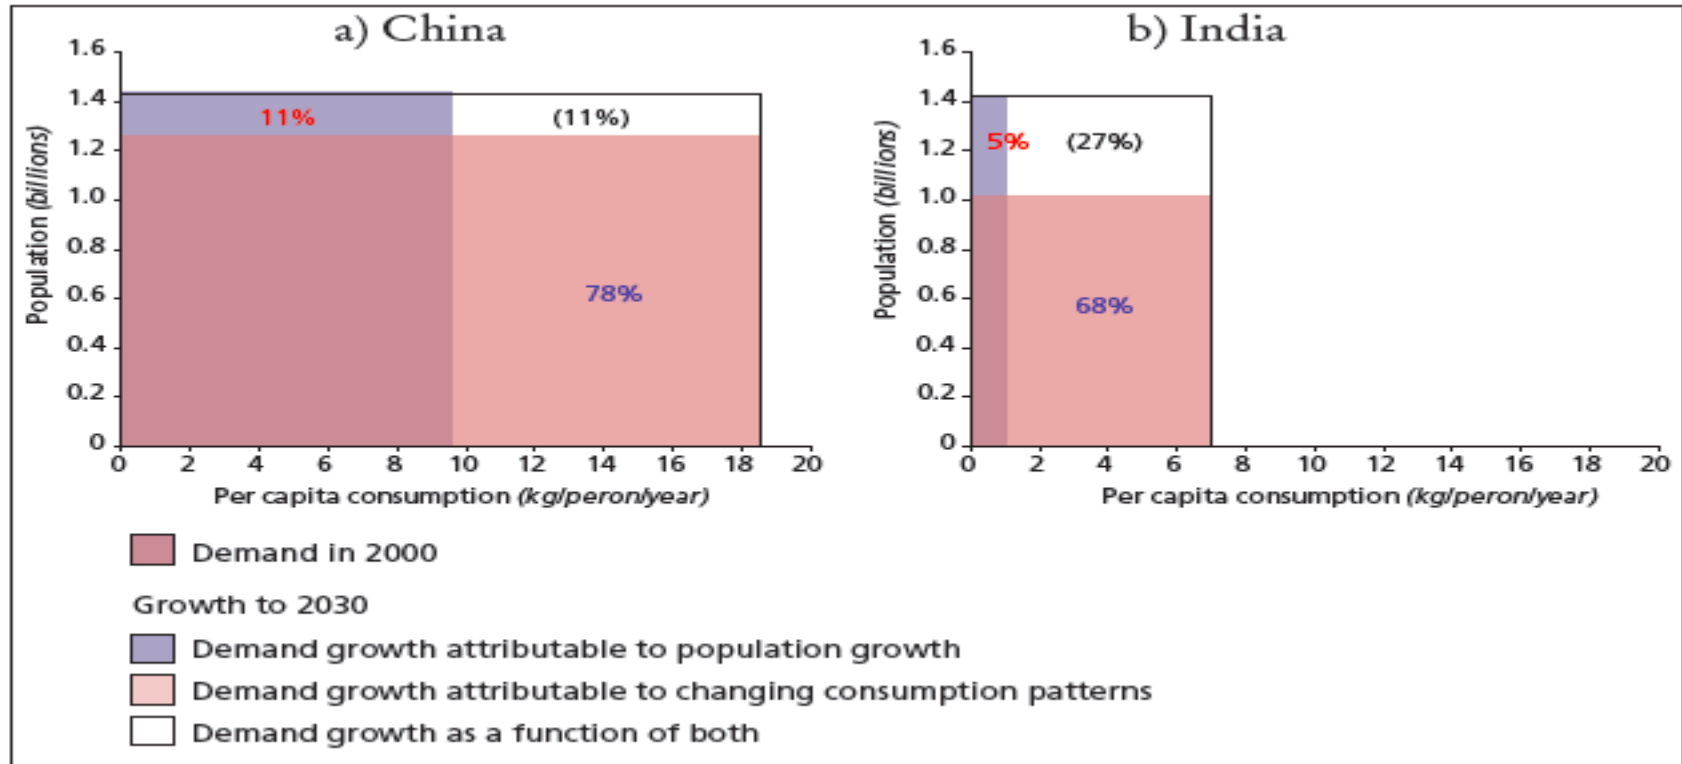 a) China
1.6
1.4
1.2
1.0
0.8
0.6
0.4
0.2
0
Population (billions)
11%
(11%)
78%
0 2 4 6 8 10 12 14 16 18 20
Per capita consumption (kg/peron/year)
b) India
1.6
1.4
1.2
1.0
0.8
0.6
0.4
0.2
0
Population (billions)
5%
(27%)
68%
0 2 4 6 8 10 12 14 16 18 20
Per capita consumption (kg/peron/year)
Demand in 2000
Growth to 2030
Demand growth attributable to population growth
Demand growth attributable to changing consumption patterns
Demand growth as a function of both